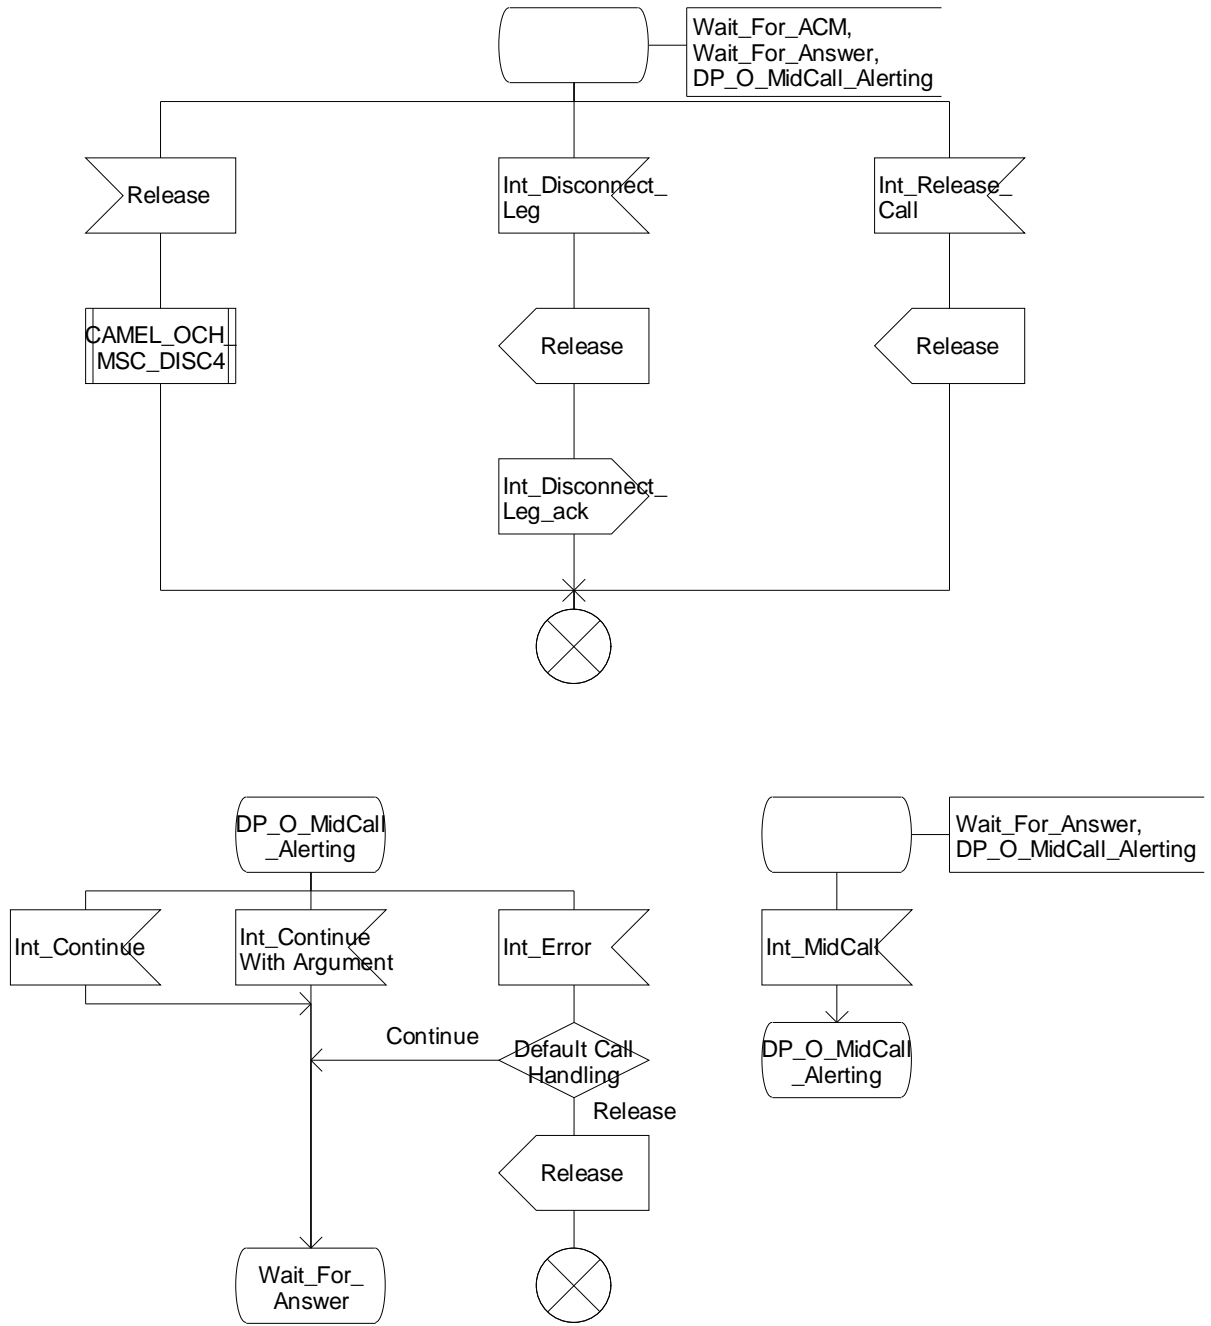 Wait_For_ACM,
Wait_For_Answer,
DP_O_MidCall_Alerting
Release
Int_Disconnect_
Leg
Int_Release_
Call
CAMEL_OCH_
MSC_DISC4
Release
Release
Int_Disconnect_
Leg_ack
DP_O_MidCall
_Alerting
Wait_For_Answer,
DP_O_MidCall_Alerting
Int_Continue
Int_Continue
With Argument
Int_Error
Int_MidCall
Continue
Default Call
Handling
DP_O_MidCall
_Alerting
Release
Release
Wait_For_
Answer